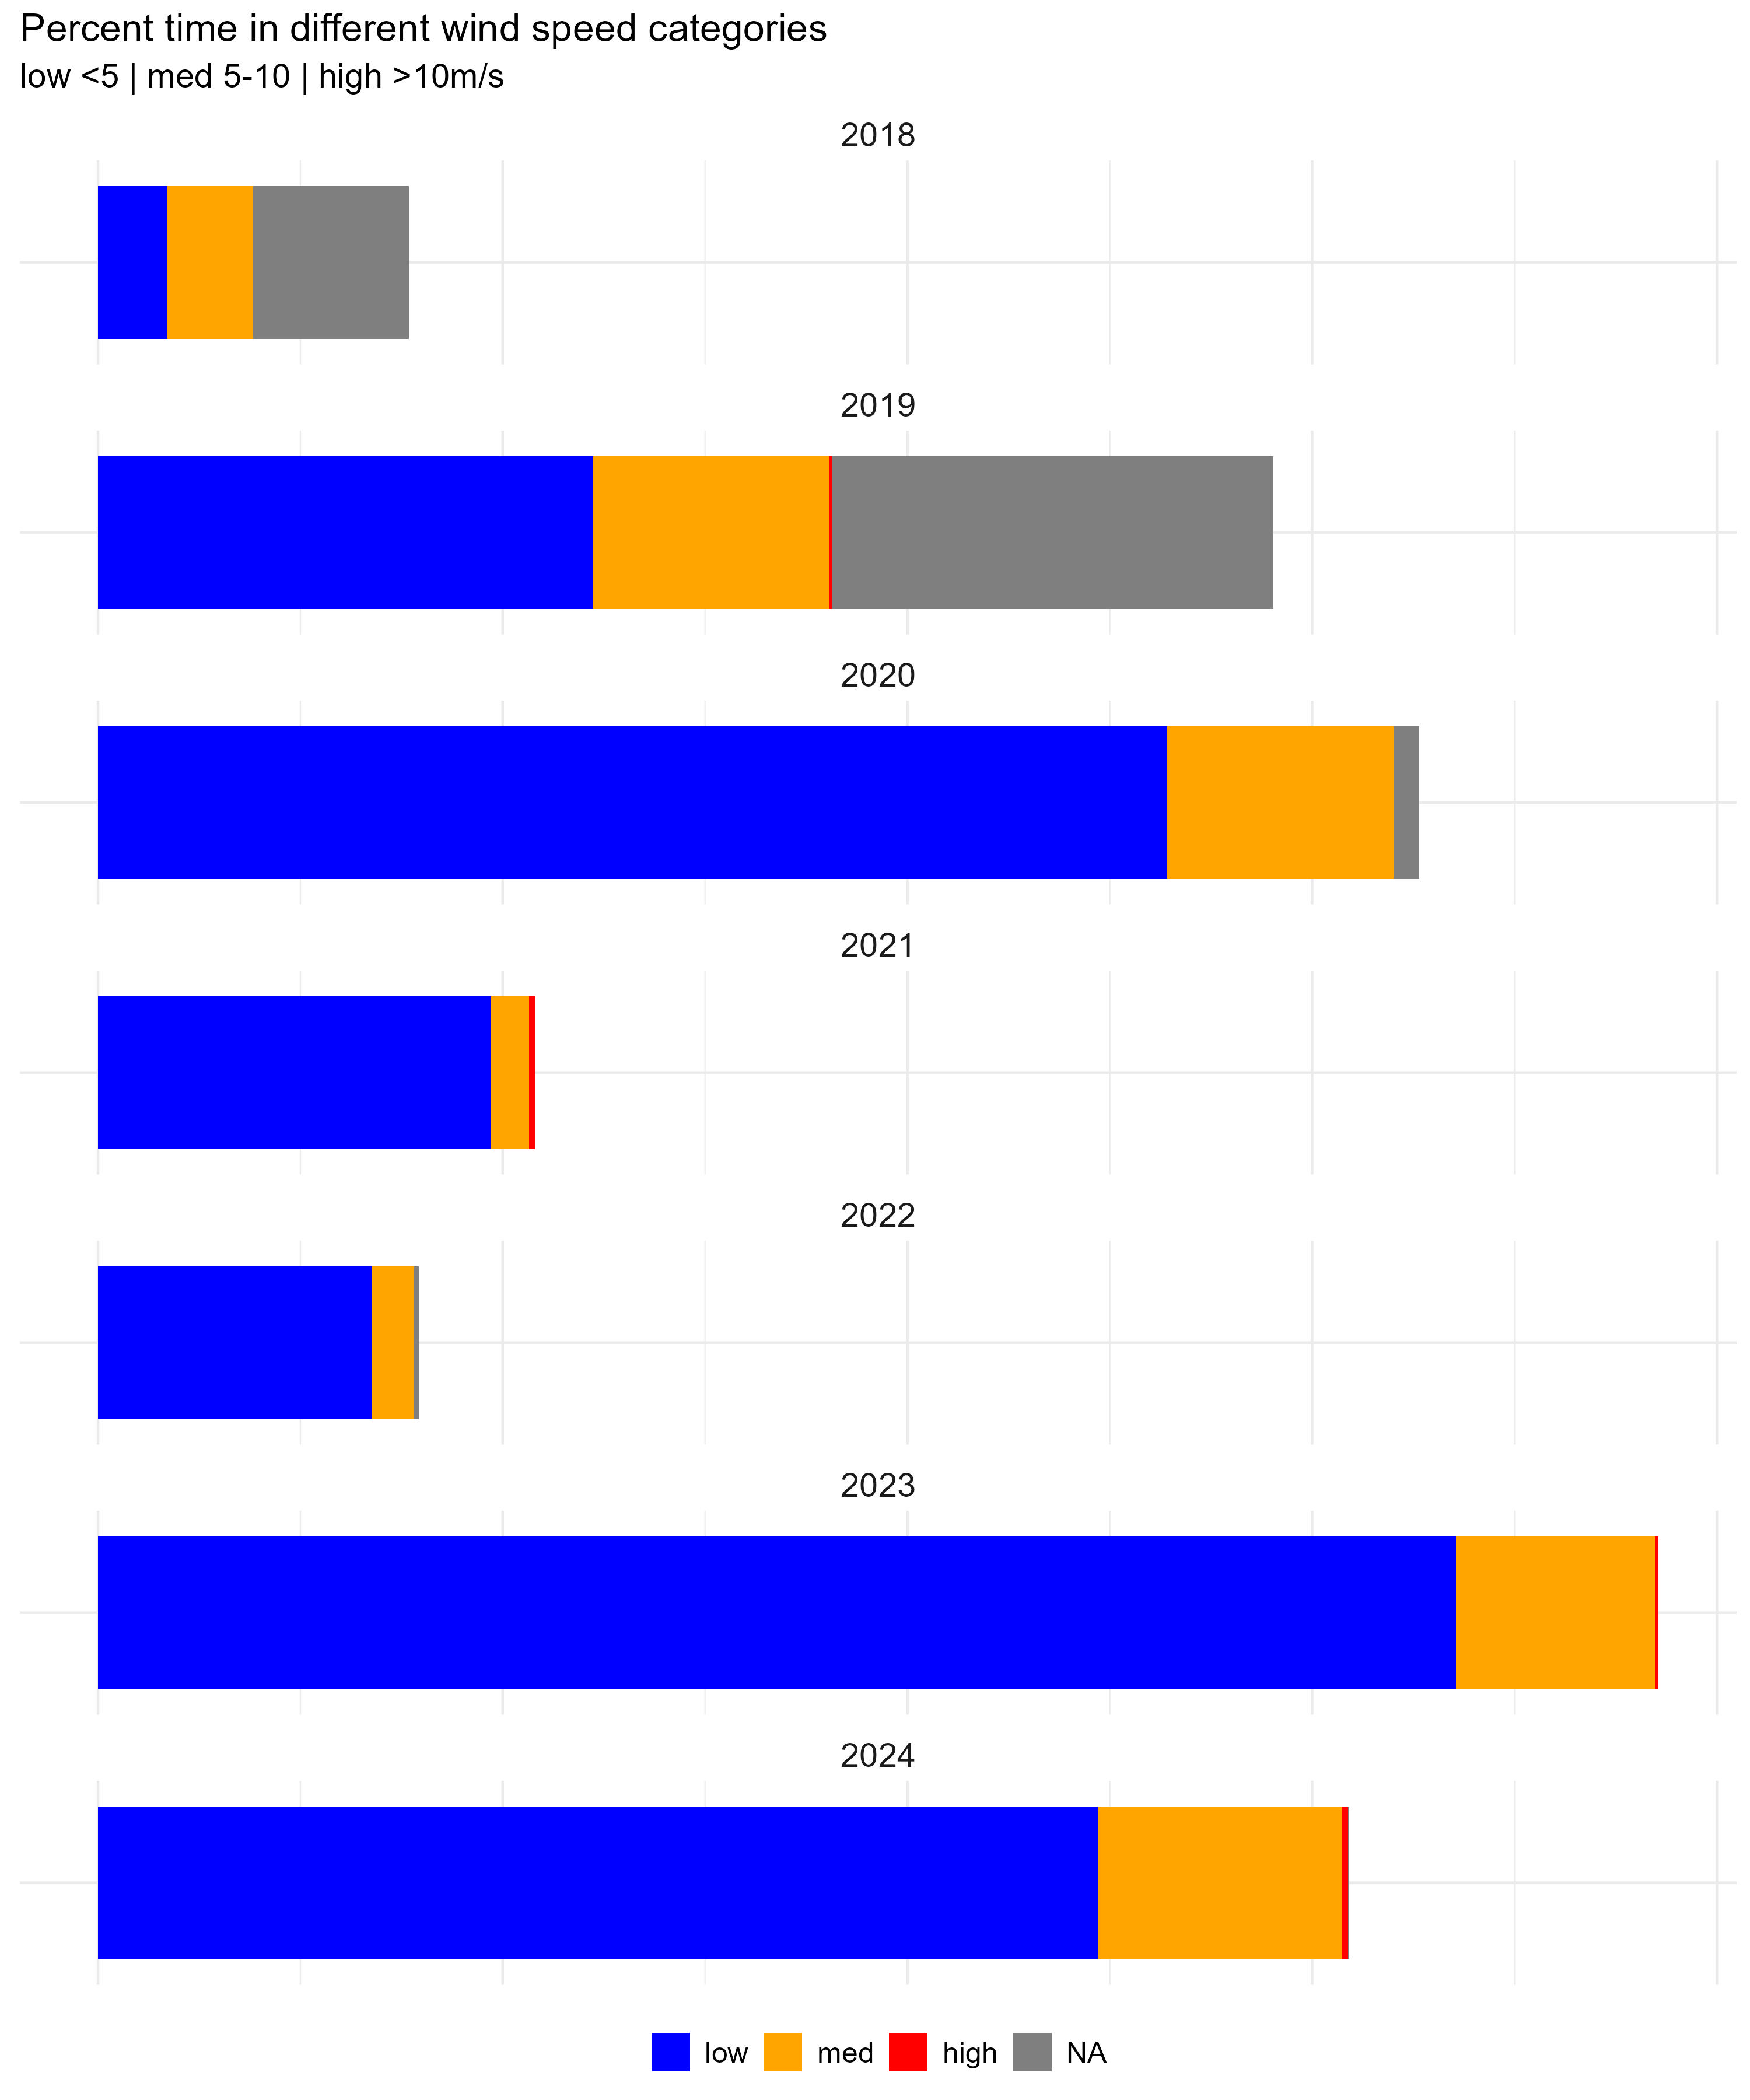 Percent time in different wind speed categories
low <5 | med 5-10 | high >10m/s
2018
2019
2020
2021
2022
2023
2024
low med high NA